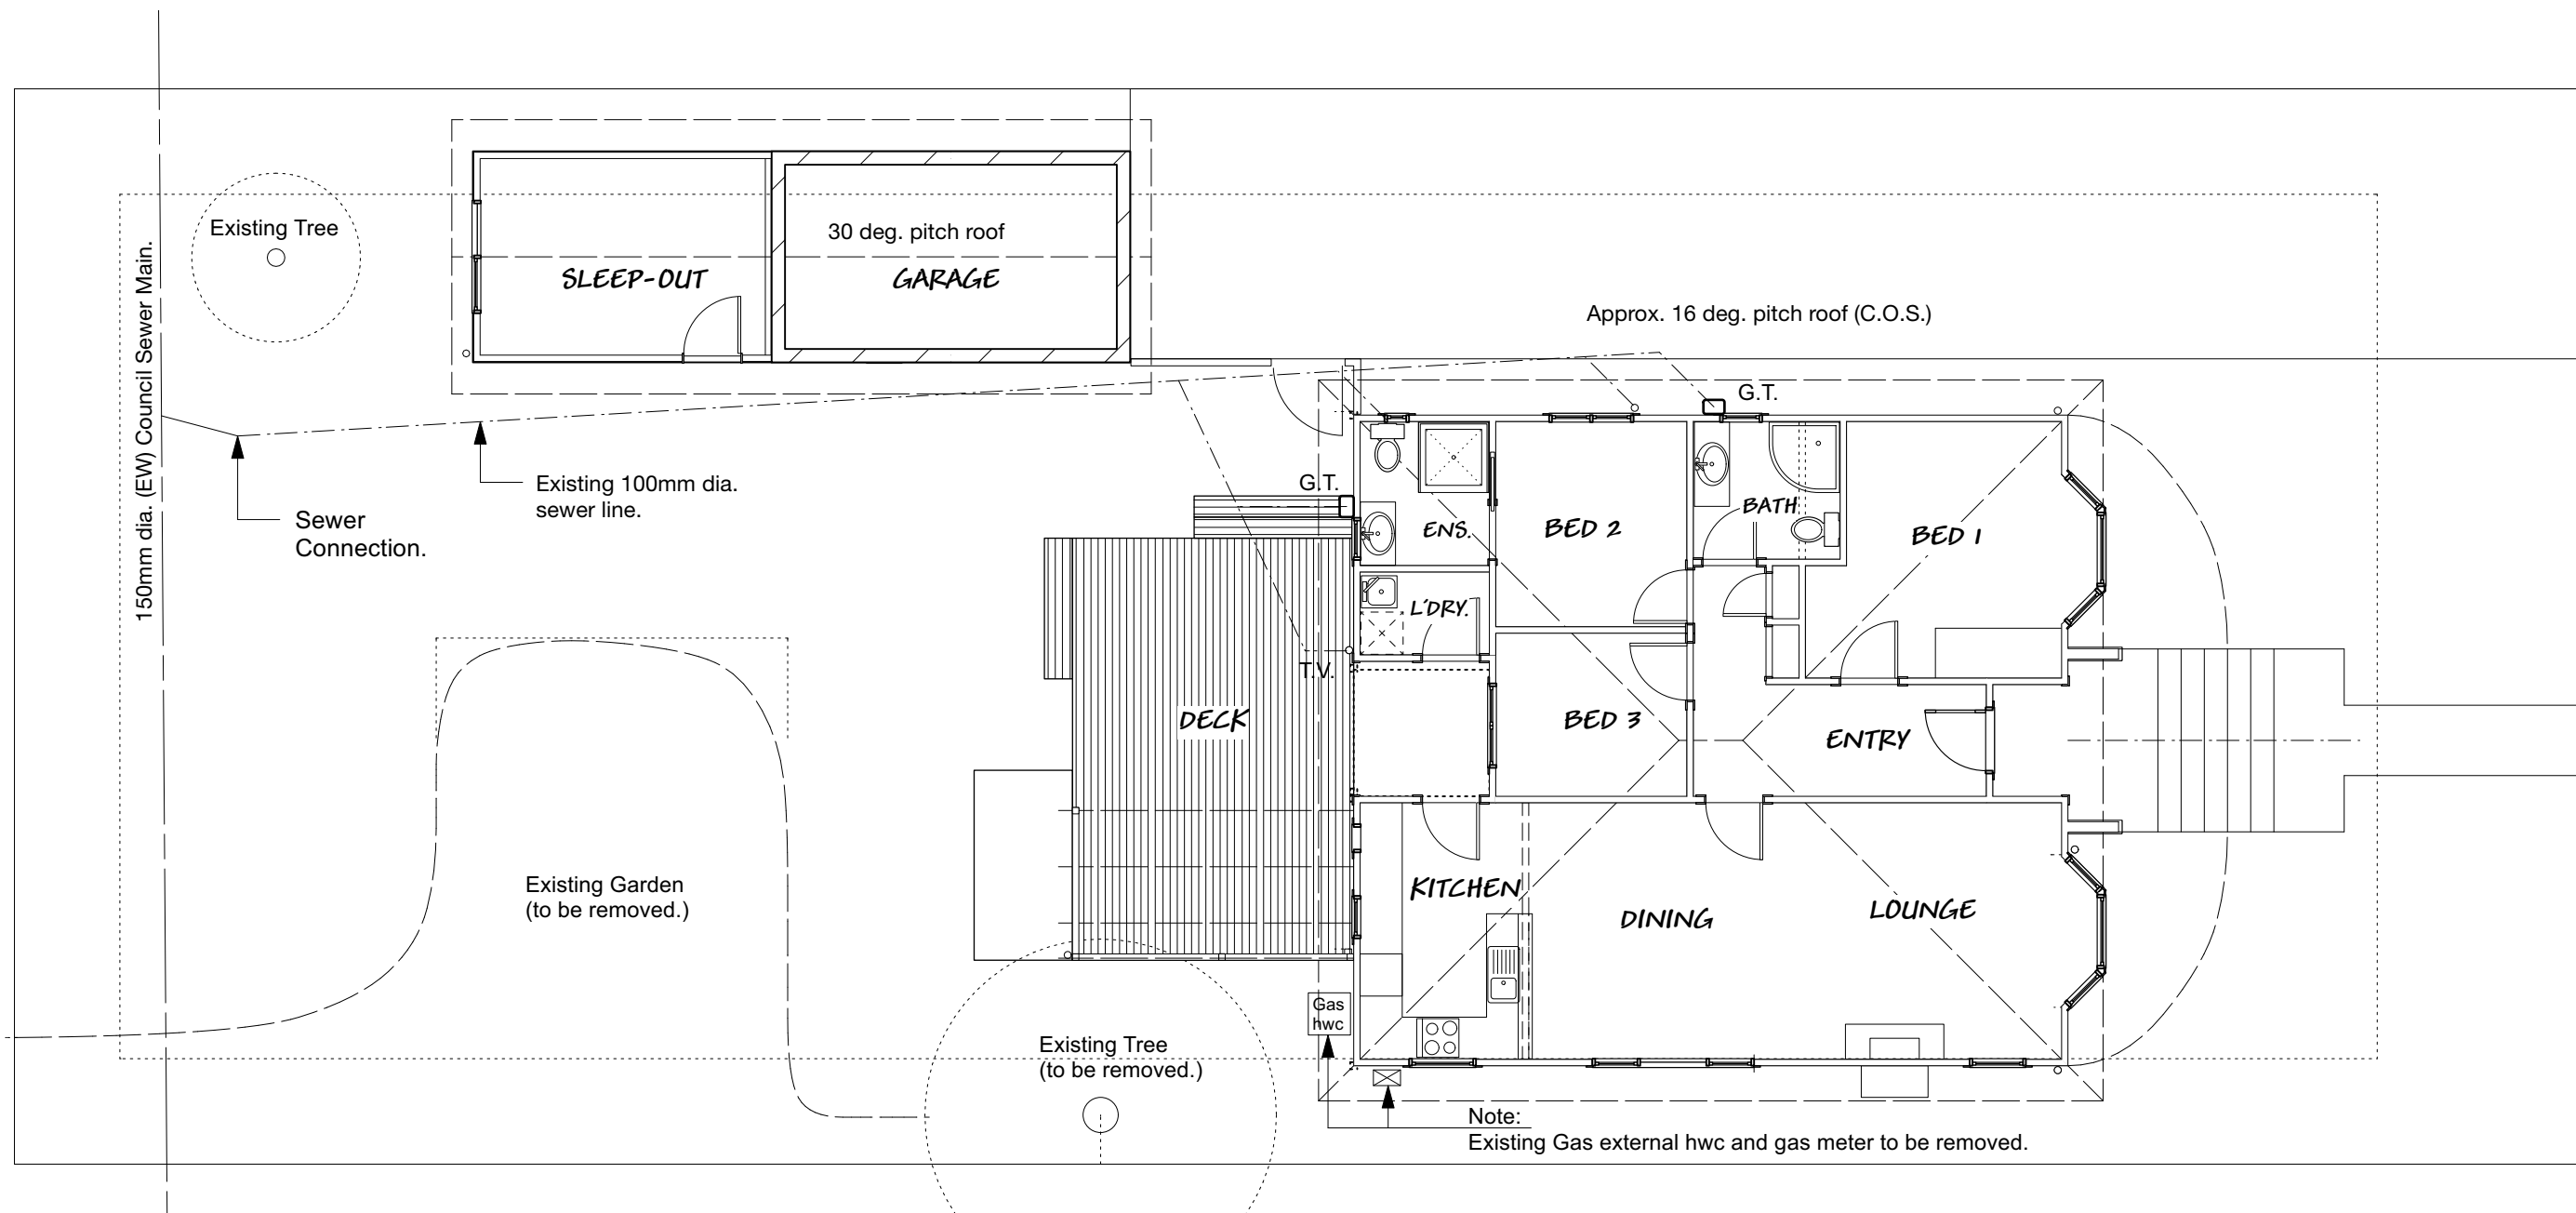 150mm dia. (EW) Council Sewer Main.
Existing Tree
30 deg. pitch roof
SLEEP-OUT
GARAGE
Approx. 16 deg. pitch roof (C.O.S.)
G.T.
G.T.
Existing 100mm dia.
sewer line.
Sewer
Connection.
ENS.
BED 2
BATH
BED 1
L'DRY.
T.V.
DECK
BED 3
ENTRY
Existing Garden
(to be removed.)
KITCHEN
DINING
LOUNGE
Gas
hwc
Existing Tree
(to be removed.)
Note:
Existing Gas external hwc and gas meter to be removed.